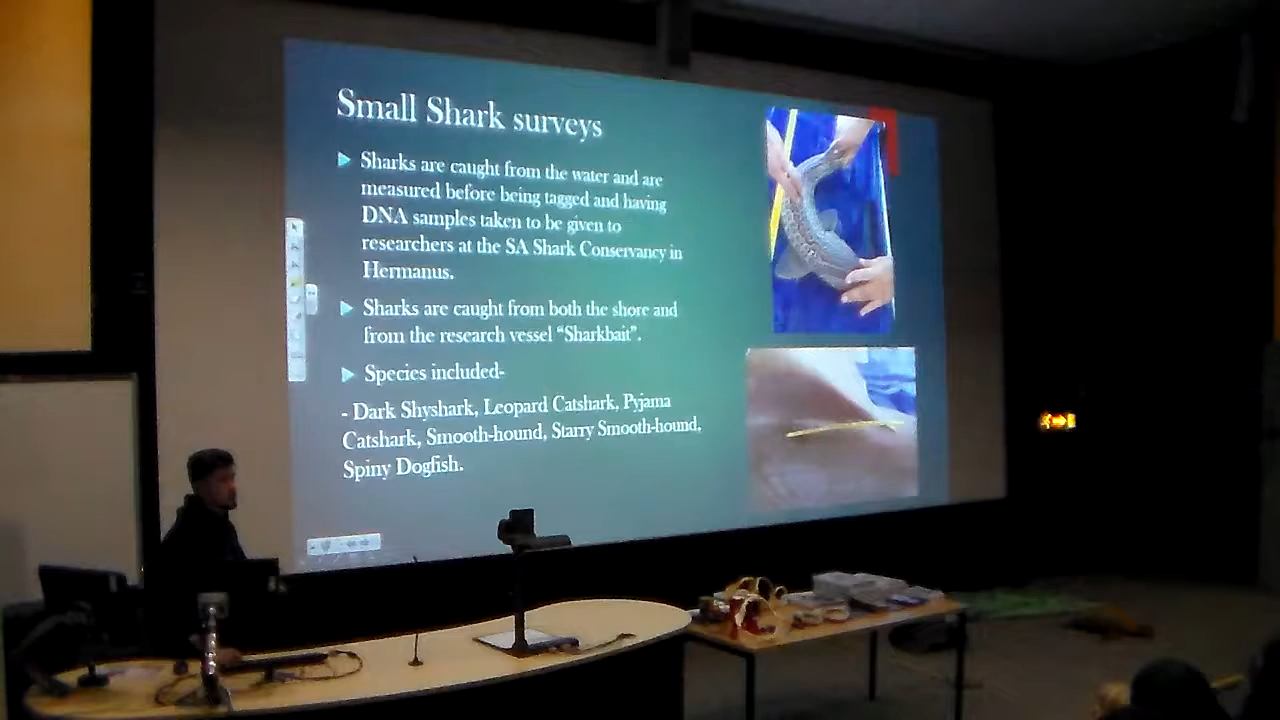 Small Shark surveys
Sharks are caught from the water and are
measured before being tagged and having
DNA samples taken to be given to
researchers at the SA Shark Conservancy in
Hermanus.
Sharks are caught from both the shore and
from the research vessel “Sharkbait”.
Species included-
- Dark Shyshark, Leopard Catshark, Pyjama
Catshark, Smooth-hound, Starry Smooth-hound,
Spiny Dogfish.